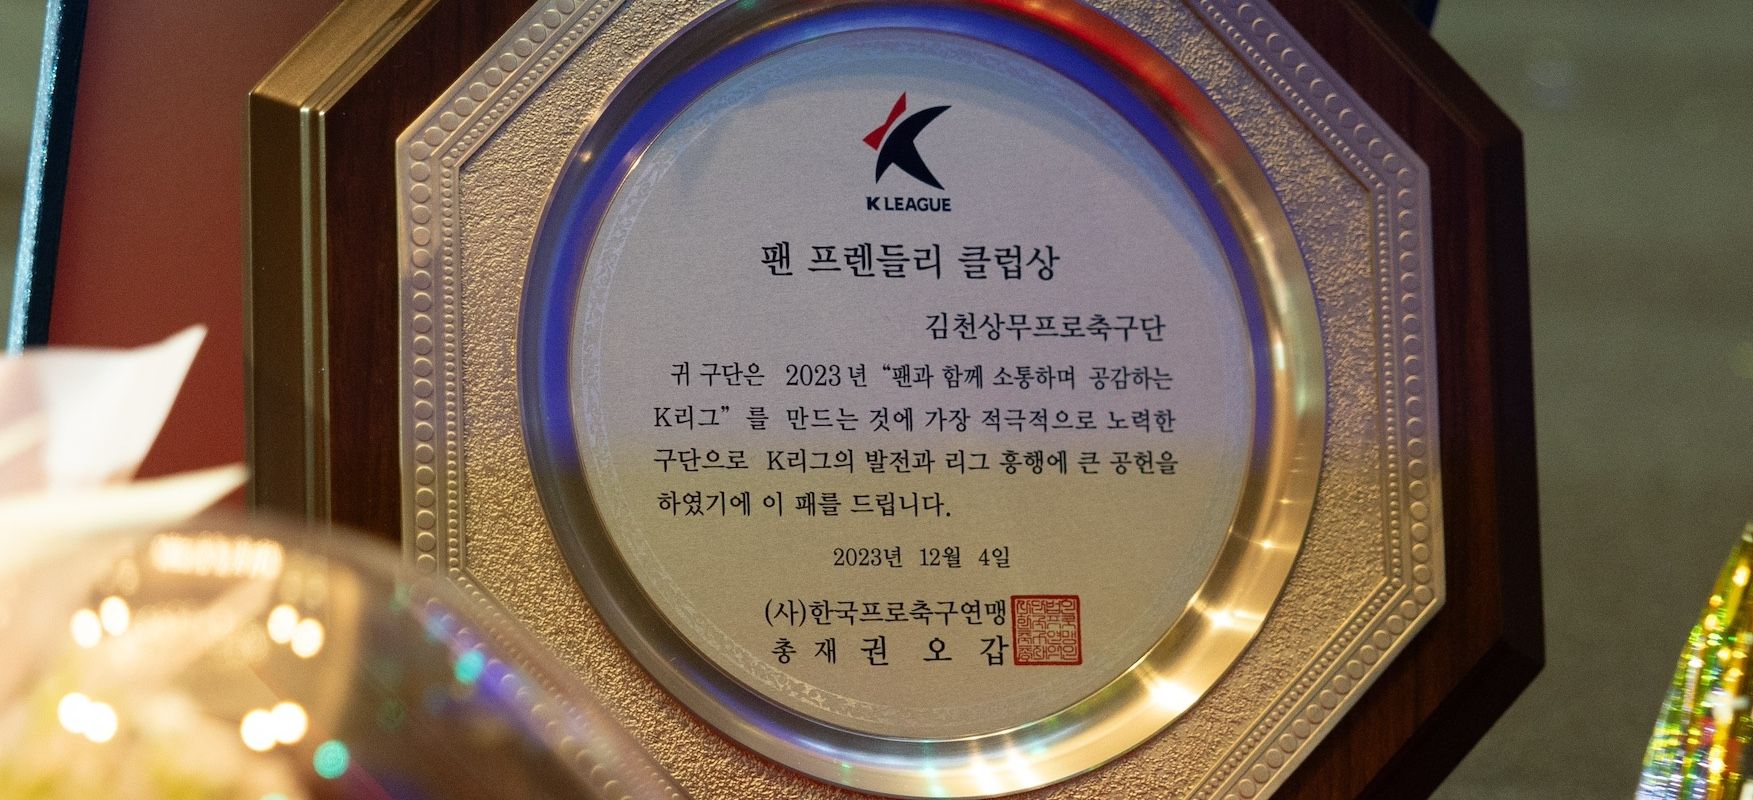 K LEAGUE
팬 프렌들리 클럽상
김천상무프로축구단
귀 구단은 2023년 “팬과 함께 소통하며 공감하는
K리그” 를 만드는 것에 가장 적극적으로 노력한
구단으로 K리그의 발전과 리그 흥행에 큰 공헌을
하였기에 이 패를 드립니다.
2023년 12월 4일
(사)한국프로축구연맹
총 재 권 오 갑